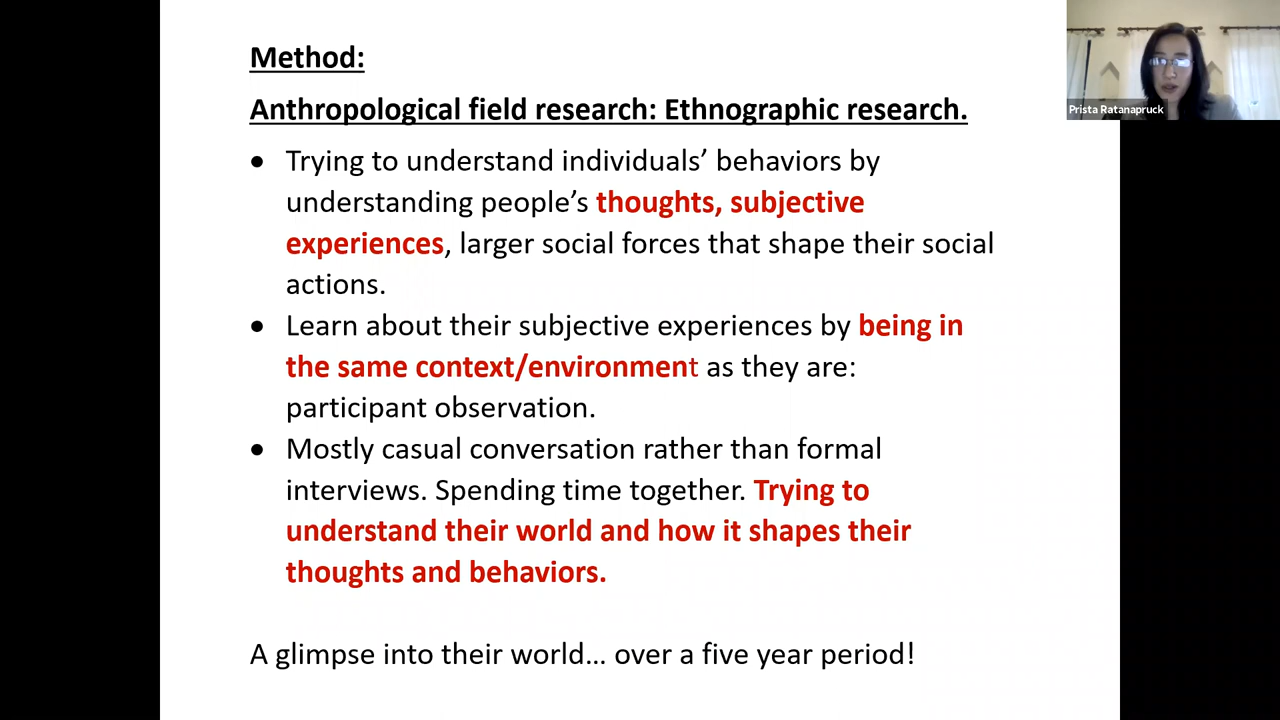 Method:
Anthropological field research: Ethnographic research.
• Trying to understand individuals’ behaviors by
understanding people’s thoughts, subjective
experiences, larger social forces that shape their social
actions.
• Learn about their subjective experiences by being in
the same context/environment as they are:
participant observation.
• Mostly casual conversation rather than formal
interviews. Spending time together. Trying to
understand their world and how it shapes their
thoughts and behaviors.
A glimpse into their world... over a five year period!
Prista Ratanapruck